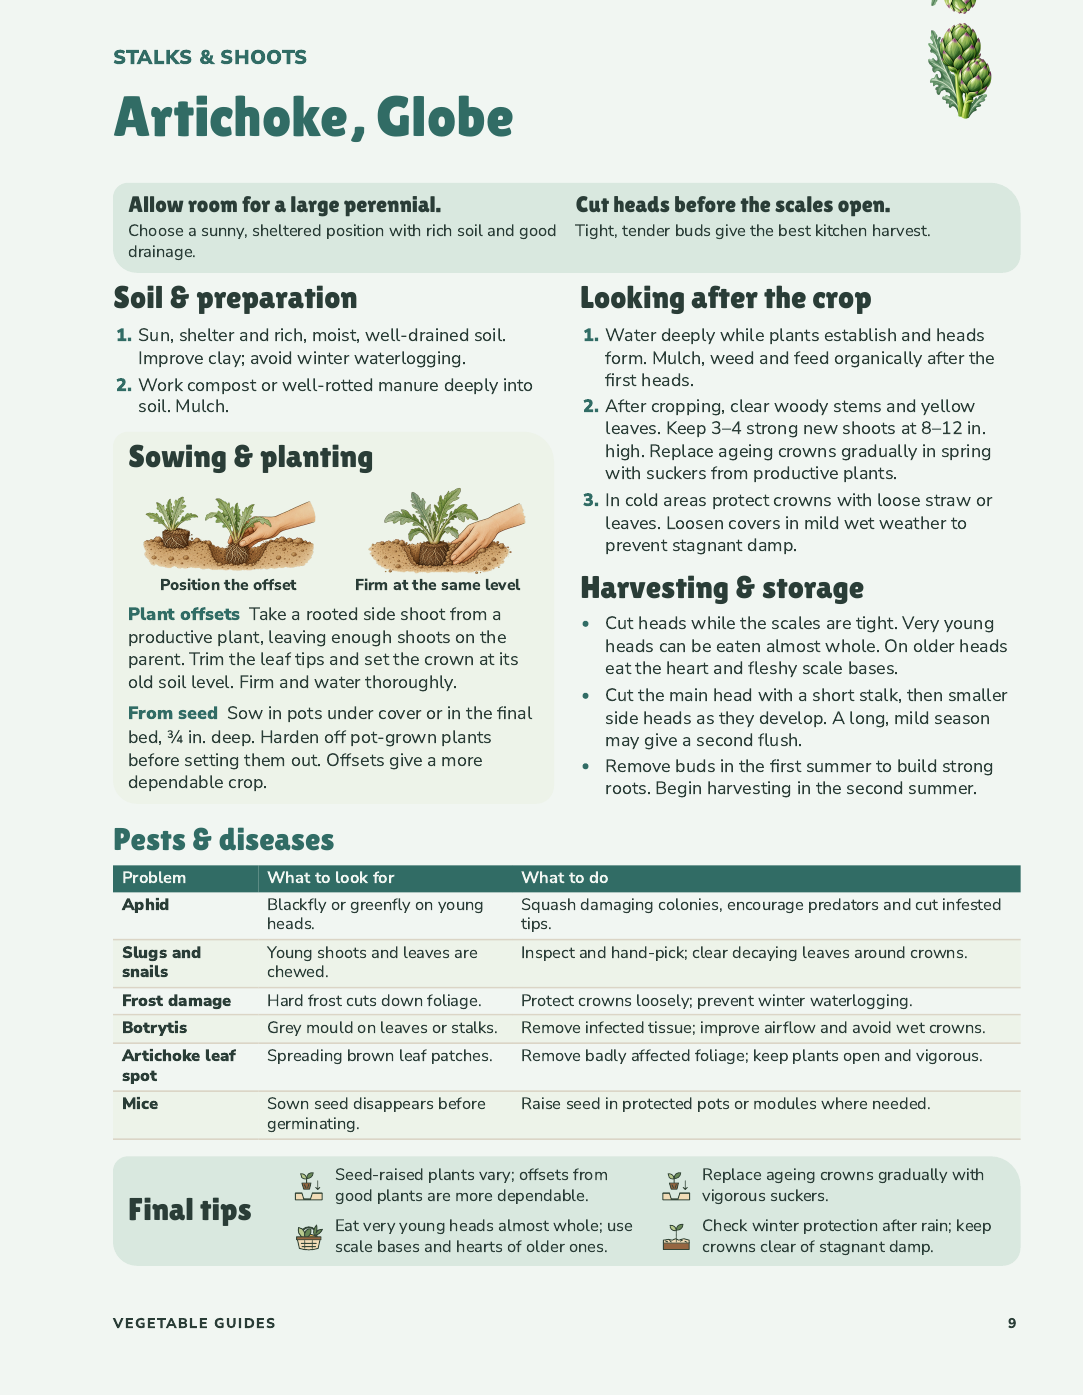 STALKS & SHOOTS
Artichoke, Globe
Allow room for a large perennial.
Choose a sunny, sheltered position with rich soil and good
drainage.
Cut heads before the scales open.
Tight, tender buds give the best kitchen harvest.
Soil & preparation
1. Sun, shelter and rich, moist, well-drained soil.
Improve clay; avoid winter waterlogging.
2. Work compost or well-rotted manure deeply into
soil. Mulch.
Sowing & planting
Position the offset
Firm at the same level
Plant offsets Take a rooted side shoot from a
productive plant, leaving enough shoots on the
parent. Trim the leaf tips and set the crown at its
old soil level. Firm and water thoroughly.
From seed Sow in pots under cover or in the final
bed, ¾ in. deep. Harden off pot-grown plants
before setting them out. Offsets give a more
dependable crop.
Looking after the crop
1. Water deeply while plants establish and heads
form. Mulch, weed and feed organically after the
first heads.
2. After cropping, clear woody stems and yellow
leaves. Keep 3–4 strong new shoots at 8–12 in.
high. Replace ageing crowns gradually in spring
with suckers from productive plants.
3. In cold areas protect crowns with loose straw or
leaves. Loosen covers in mild wet weather to
prevent stagnant damp.
Harvesting & storage
• Cut heads while the scales are tight. Very young
heads can be eaten almost whole. On older heads
eat the heart and fleshy scale bases.
• Cut the main head with a short stalk, then smaller
side heads as they develop. A long, mild season
may give a second flush.
• Remove buds in the first summer to build strong
roots. Begin harvesting in the second summer.
Pests & diseases
Problem What to look for What to do
Aphid Blackfly or greenfly on young Squash damaging colonies, encourage predators and cut infested
heads. tips.
Slugs and Young shoots and leaves are Inspect and hand-pick; clear decaying leaves around crowns.
snails chewed.
Frost damage Hard frost cuts down foliage. Protect crowns loosely; prevent winter waterlogging.
Botrytis Grey mould on leaves or stalks. Remove infected tissue; improve airflow and avoid wet crowns.
Artichoke leaf Spreading brown leaf patches. Remove badly affected foliage; keep plants open and vigorous.
spot
Mice Sown seed disappears before Raise seed in protected pots or modules where needed.
germinating.
Final tips
Seed-raised plants vary; offsets from
good plants are more dependable.
Eat very young heads almost whole; use
scale bases and hearts of older ones.
Replace ageing crowns gradually with
vigorous suckers.
Check winter protection after rain; keep
crowns clear of stagnant damp.
VEGETABLE GUIDES 9